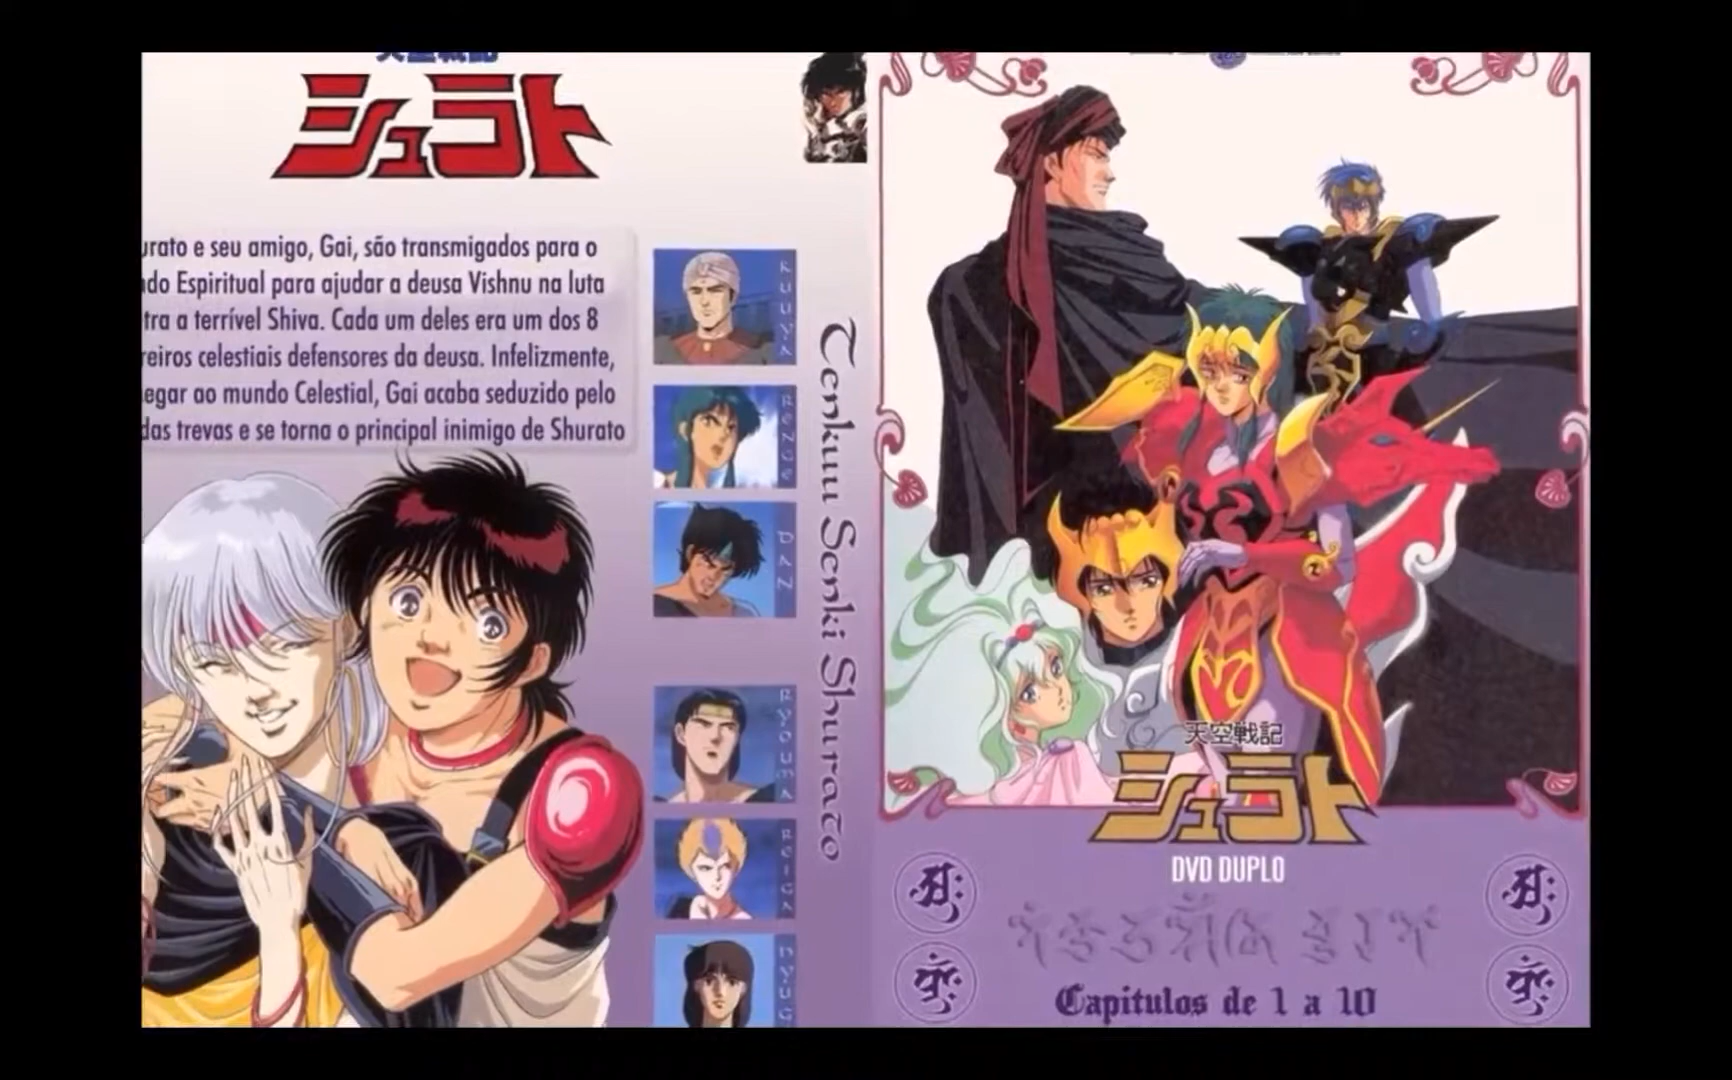 天空戦記
シュラト
urato e seu amigo, Gai, são transmigados para o
ndo Espiritual para ajudar a deusa Vishnu na luta
tra a terrível Shiva. Cada um deles era um dos 8
reiros celestiais defensores da deusa. Infelizmente,
egar ao mundo Celestial, Gai acaba seduzido pelo
das trevas e se torna o principal inimigo de Shurato
KUUYA
RENGE
DAN
RYOUMA
REIGA
HYUG
Tenkuu Senki Shurato
天空戦記
シュラト
DVD DUPLO
Capitulos de 1 a 10